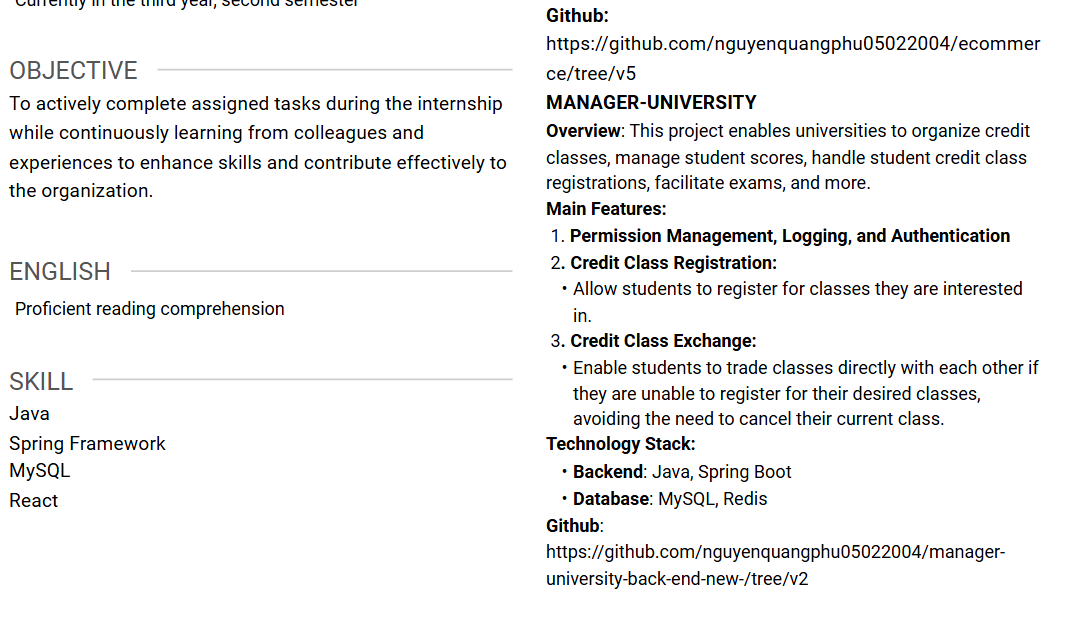 Currently in the third year, second semester
OBJECTIVE
To actively complete assigned tasks during the internship
while continuously learning from colleagues and
experiences to enhance skills and contribute effectively to
the organization.
ENGLISH
Proficient reading comprehension
SKILL
Java
Spring Framework
MySQL
React
Github:
https://github.com/nguyenquangphu05022004/ecommer
ce/tree/v5
MANAGER-UNIVERSITY
Overview: This project enables universities to organize credit
classes, manage student scores, handle student credit class
registrations, facilitate exams, and more.
Main Features:
1. Permission Management, Logging, and Authentication
2. Credit Class Registration:
• Allow students to register for classes they are interested
in.
3. Credit Class Exchange:
• Enable students to trade classes directly with each other if
they are unable to register for their desired classes,
avoiding the need to cancel their current class.
Technology Stack:
• Backend: Java, Spring Boot
• Database: MySQL, Redis
Github:
https://github.com/nguyenquangphu05022004/manager-
university-back-end-new-/tree/v2